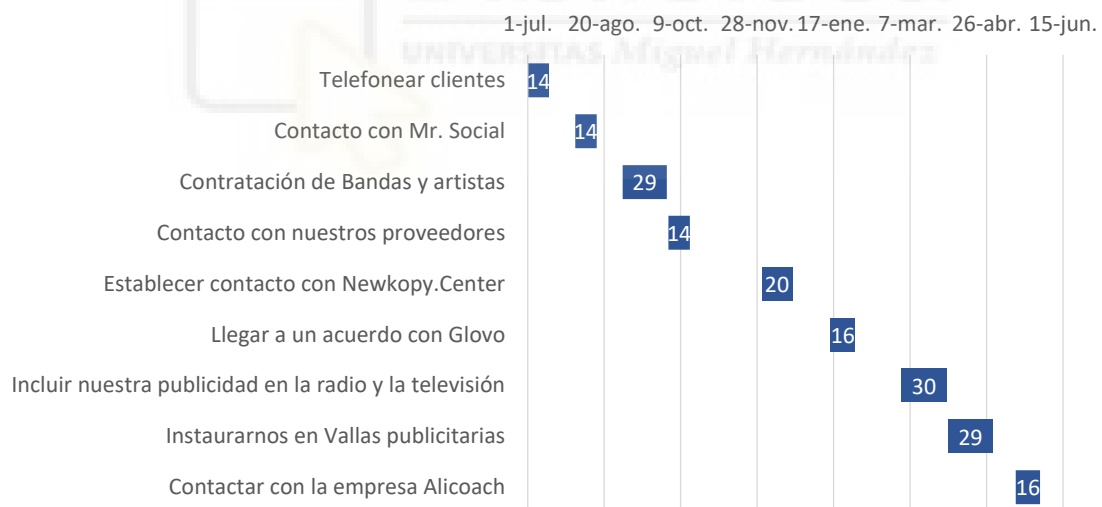 1-jul. 20-ago. 9-oct. 28-nov. 17-ene. 7-mar. 26-abr. 15-jun.
UNIVERSITAS Miguel Hernández
Telefonear clientes 14
Contacto con Mr. Social 14
Contratación de Bandas y artistas 29
Contacto con nuestros proveedores 14
Establecer contacto con Newkopy.Center 20
Llegar a un acuerdo con Glovo 16
Incluir nuestra publicidad en la radio y la televisión 30
Instaurarnos en Vallas publicitarias 29
Contactar con la empresa Alicoach 16